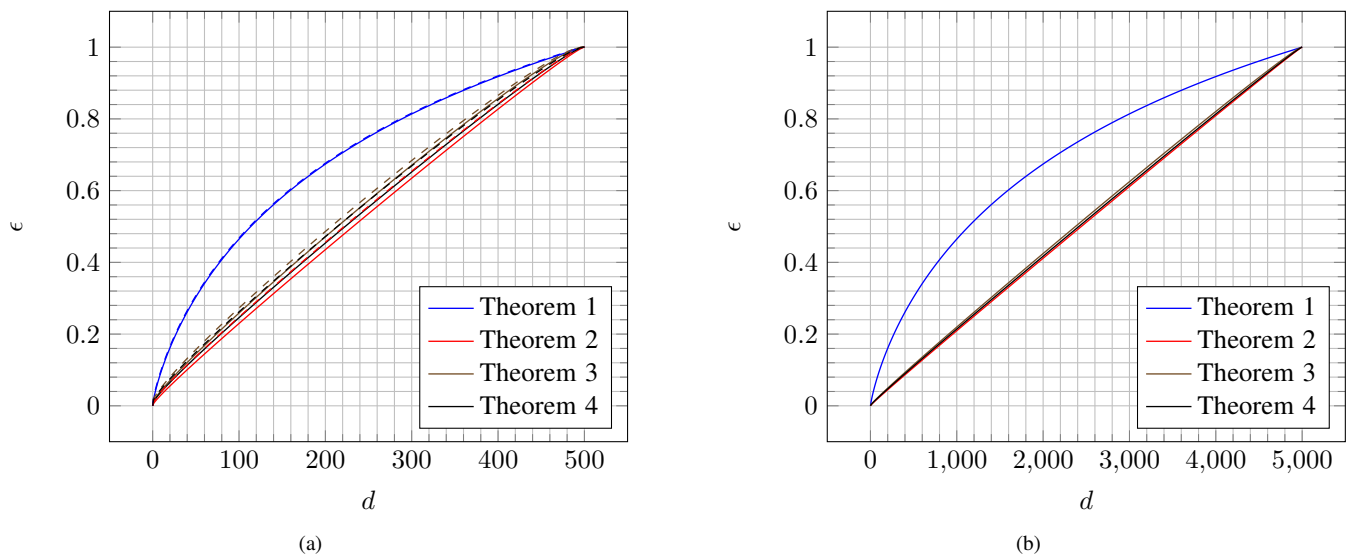 1
0.8
0.6
ϵ
0.4
0.2
0
Theorem 1
Theorem 2
Theorem 3
Theorem 4
0 100 200 300 400 500
d
(a)
1
0.8
0.6
ϵ
0.4
0.2
0
Theorem 1
Theorem 2
Theorem 3
Theorem 4
0 1,000 2,000 3,000 4,000 5,000
d
(b)